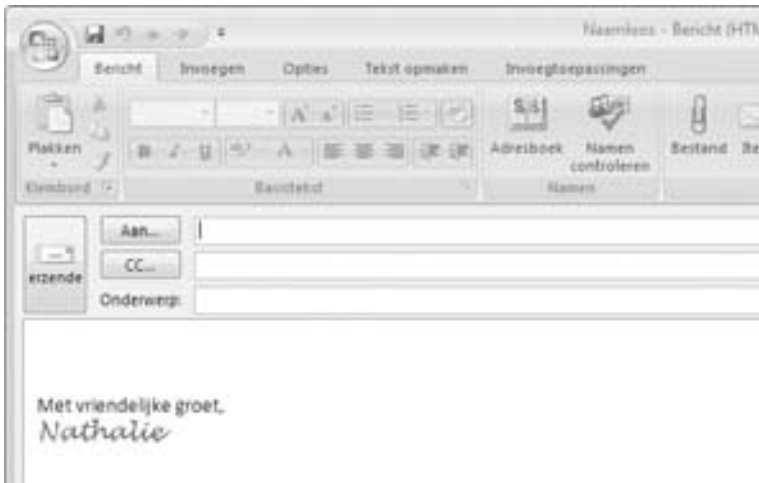 Naamloos - Bericht (HTM
Bericht Invoegen Opties Tekst opmaken Invoegtoepassingen
Plakken
B I U A
Adresboek Namen controleren Bestand
Klembord Basistekst Namen
Aan...
CC...
erzende
Onderwerp:
Met vriendelijke groet,
Nathalie